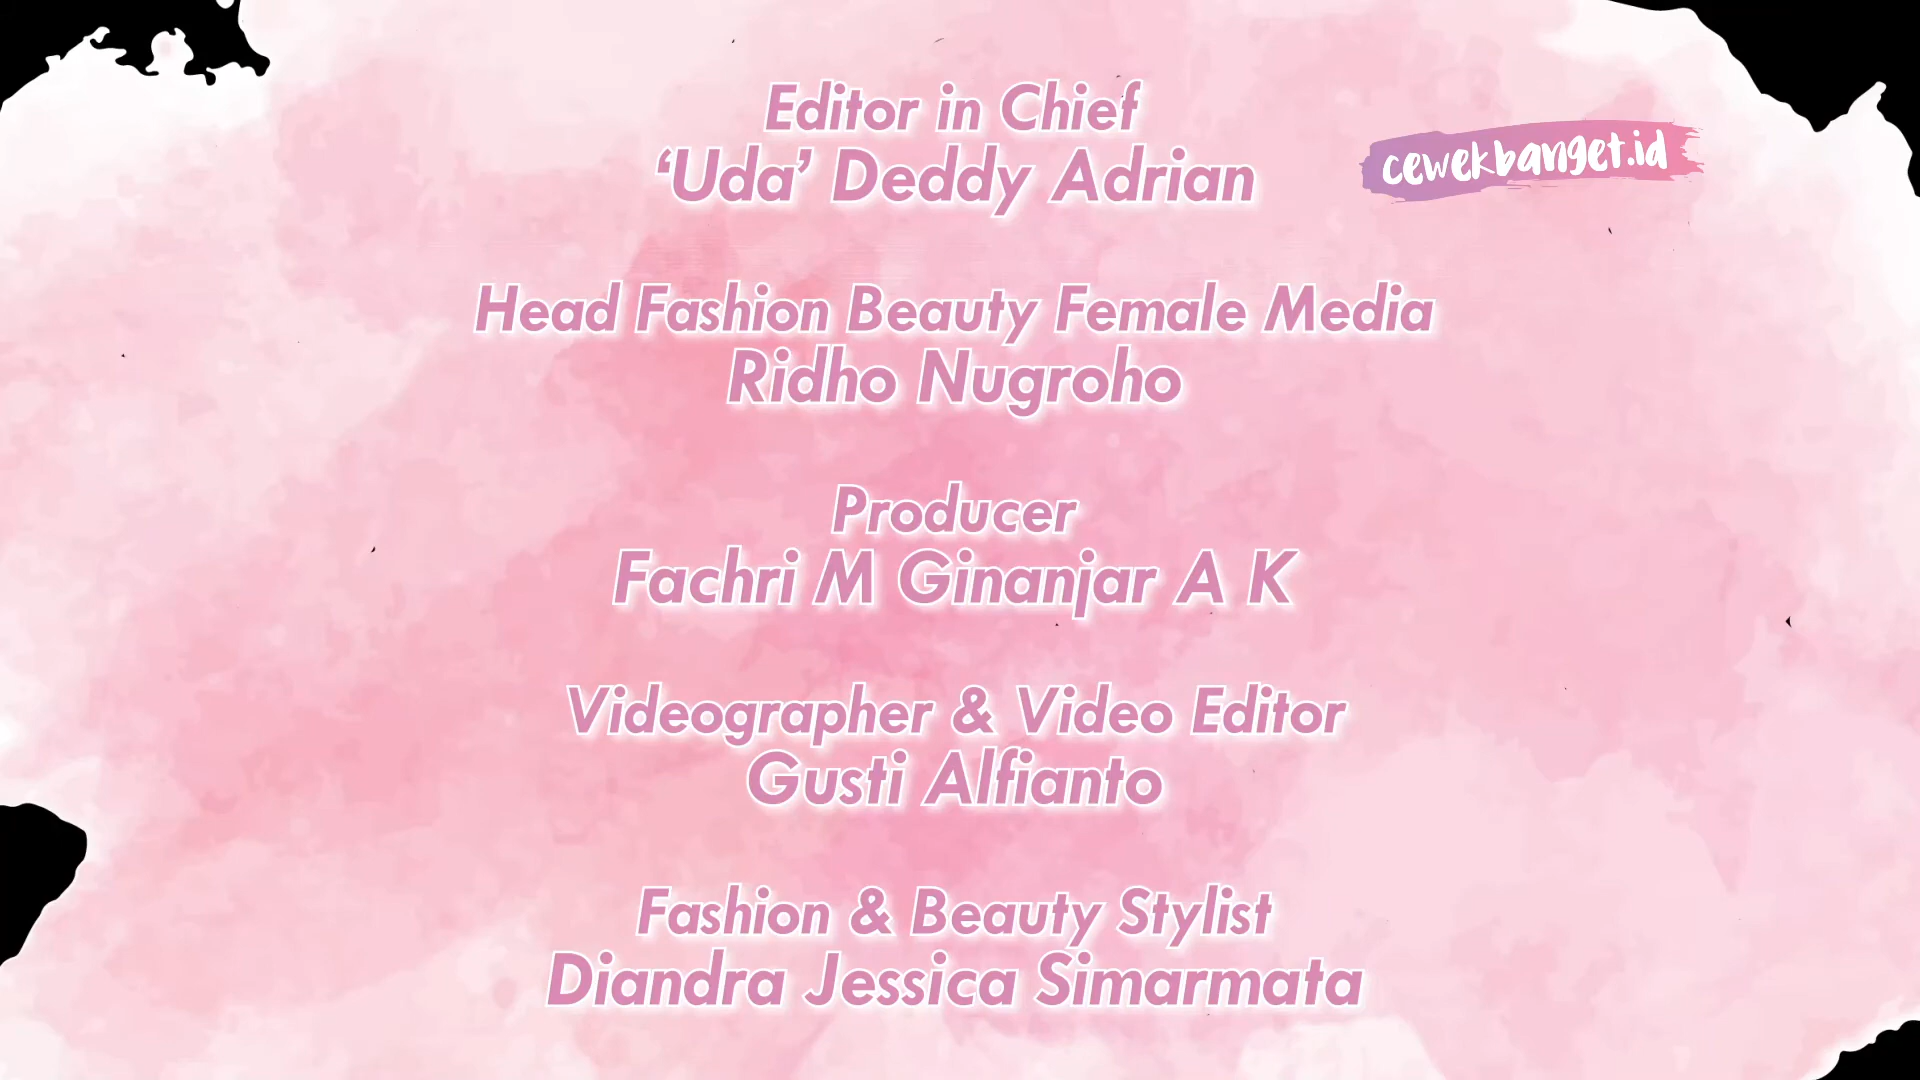 Editor in Chief
‘Uda’ Deddy Adrian
cewekbanget.id
Head Fashion Beauty Female Media
Ridho Nugroho
Producer
Fachri M Ginanjar A K
Videographer & Video Editor
Gusti Alfianto
Fashion & Beauty Stylist
Diandra Jessica Simarmata